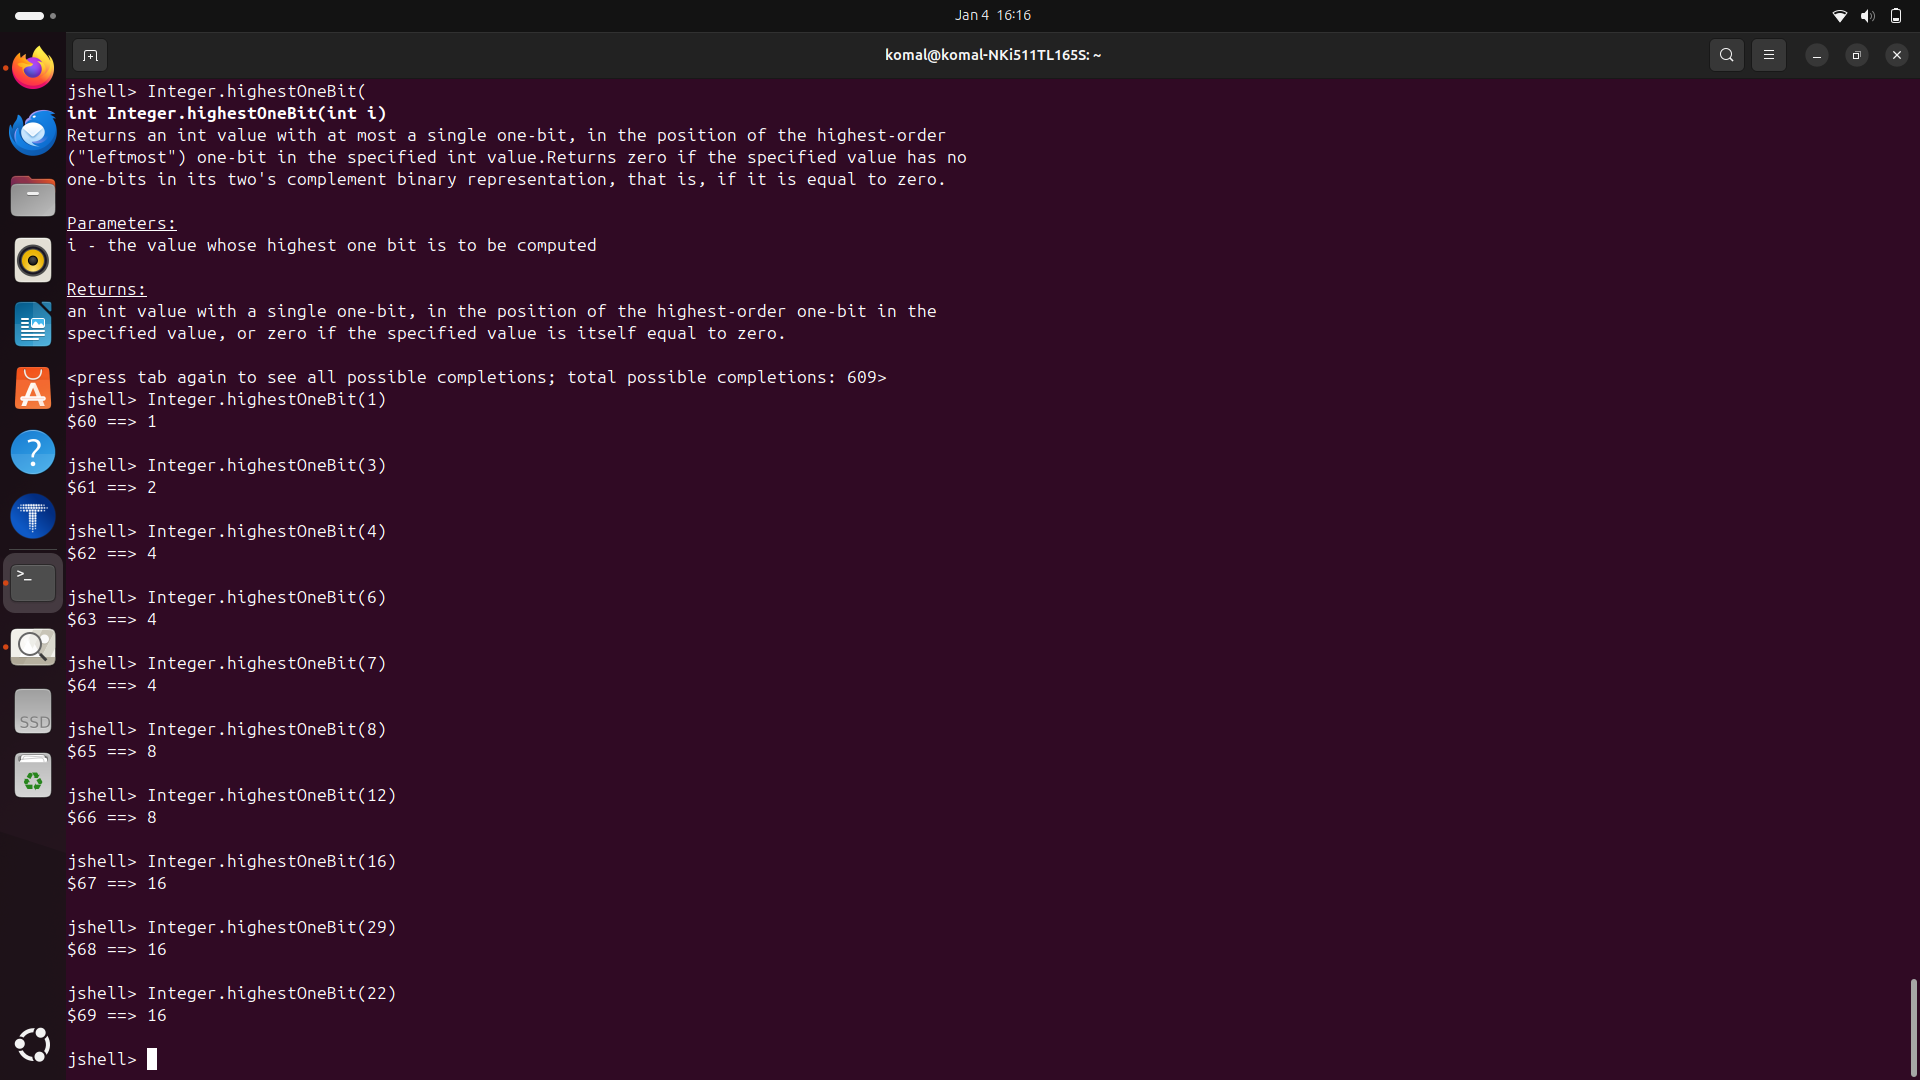 Jan 4 16:16
komal@komal-NKi511TL165S: ~
jshell> Integer.highestOneBit(
int Integer.highestOneBit(int i)
Returns an int value with at most a single one-bit, in the position of the highest-order
("leftmost") one-bit in the specified int value.Returns zero if the specified value has no
one-bits in its two's complement binary representation, that is, if it is equal to zero.
Parameters:
i - the value whose highest one bit is to be computed
Returns:
an int value with a single one-bit, in the position of the highest-order one-bit in the
specified value, or zero if the specified value is itself equal to zero.
<press tab again to see all possible completions; total possible completions: 609>
jshell> Integer.highestOneBit(1)
$60 ==> 1
jshell> Integer.highestOneBit(3)
$61 ==> 2
jshell> Integer.highestOneBit(4)
$62 ==> 4
jshell> Integer.highestOneBit(6)
$63 ==> 4
jshell> Integer.highestOneBit(7)
$64 ==> 4
jshell> Integer.highestOneBit(8)
$65 ==> 8
jshell> Integer.highestOneBit(12)
$66 ==> 8
jshell> Integer.highestOneBit(16)
$67 ==> 16
jshell> Integer.highestOneBit(29)
$68 ==> 16
jshell> Integer.highestOneBit(22)
$69 ==> 16
jshell>
SSD